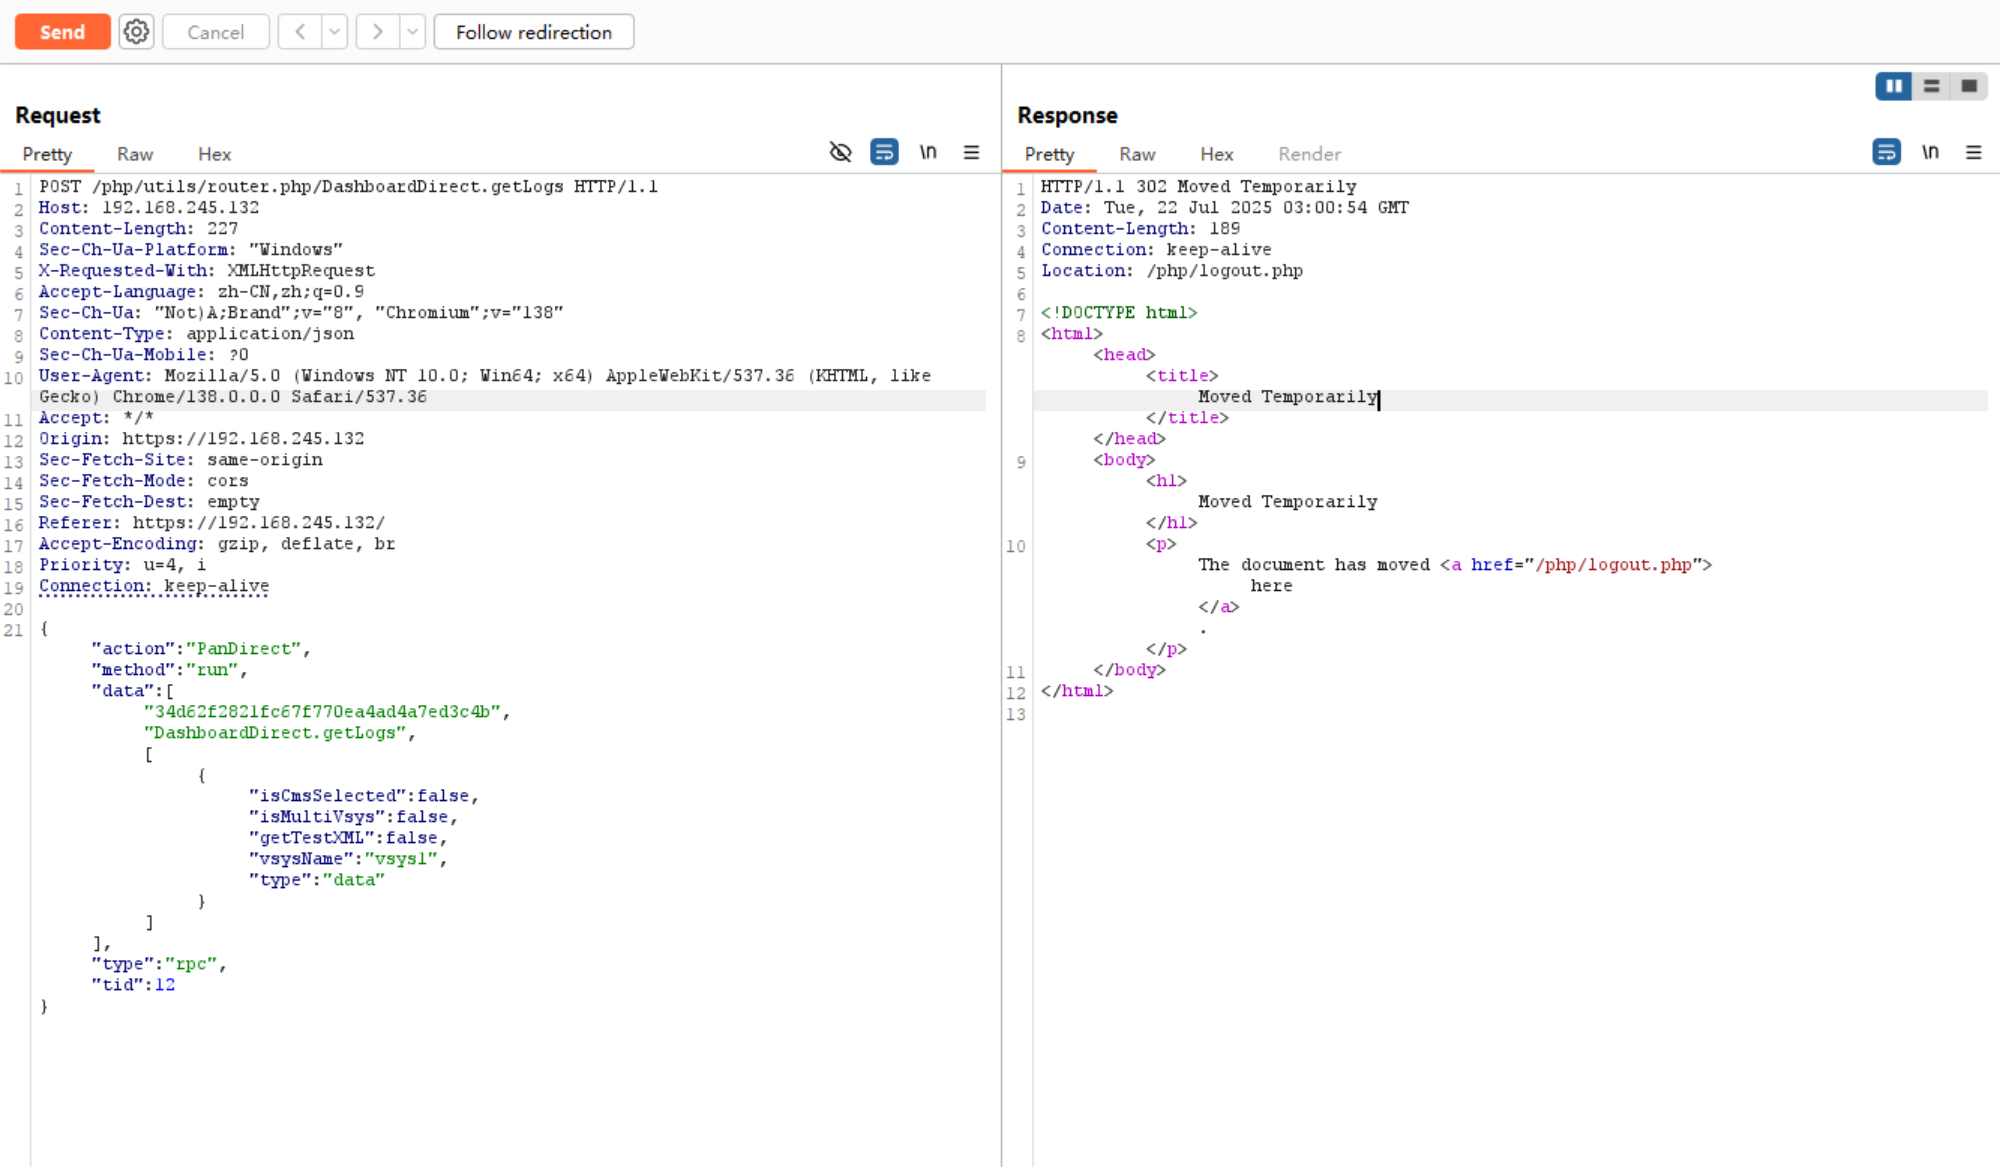 Send
Cancel
Follow redirection
Request
Pretty Raw Hex
\n
1 POST /php/utils/router.php/DashboardDirect.getLogs HTTP/1.1
2 Host: 192.168.245.132
3 Content-Length: 227
4 Sec-Ch-Ua-Platform: "Windows"
5 X-Requested-With: XMLHttpRequest
6 Accept-Language: zh-CN,zh;q=0.9
7 Sec-Ch-Ua: "Not)A;Brand";v="8", "Chromium";v="138"
8 Content-Type: application/json
9 Sec-Ch-Ua-Mobile: ?0
10 User-Agent: Mozilla/5.0 (Windows NT 10.0; Win64; x64) AppleWebKit/537.36 (KHTML, like
Gecko) Chrome/138.0.0.0 Safari/537.36
11 Accept: */*
12 Origin: https://192.168.245.132
13 Sec-Fetch-Site: same-origin
14 Sec-Fetch-Mode: cors
15 Sec-Fetch-Dest: empty
16 Referer: https://192.168.245.132/
17 Accept-Encoding: gzip, deflate, br
18 Priority: u=4, i
19 Connection: keep-alive
20
21 {
"action":"PanDirect",
"method":"run",
"data":[
"34d62f2821fc67f770ea4ad4a7ed3c4b",
"DashboardDirect.getLogs",
[
{
"isCmsSelected":false,
"isMultiVsys":false,
"getTestXML":false,
"vsysName":"vsys1",
"type":"data"
}
]
],
"type":"rpc",
"tid":12
}
Response
Pretty Raw Hex Render
\n
1 HTTP/1.1 302 Moved Temporarily
2 Date: Tue, 22 Jul 2025 03:00:54 GMT
3 Content-Length: 189
4 Connection: keep-alive
5 Location: /php/logout.php
6
7 <!DOCTYPE html>
8 <html>
<head>
<title>
Moved Temporarily
</title>
</head>
9 <body>
<h1>
Moved Temporarily
</h1>
10 <p>
The document has moved <a href="/php/logout.php">
here
</a>
.
</p>
11 </body>
12 </html>
13